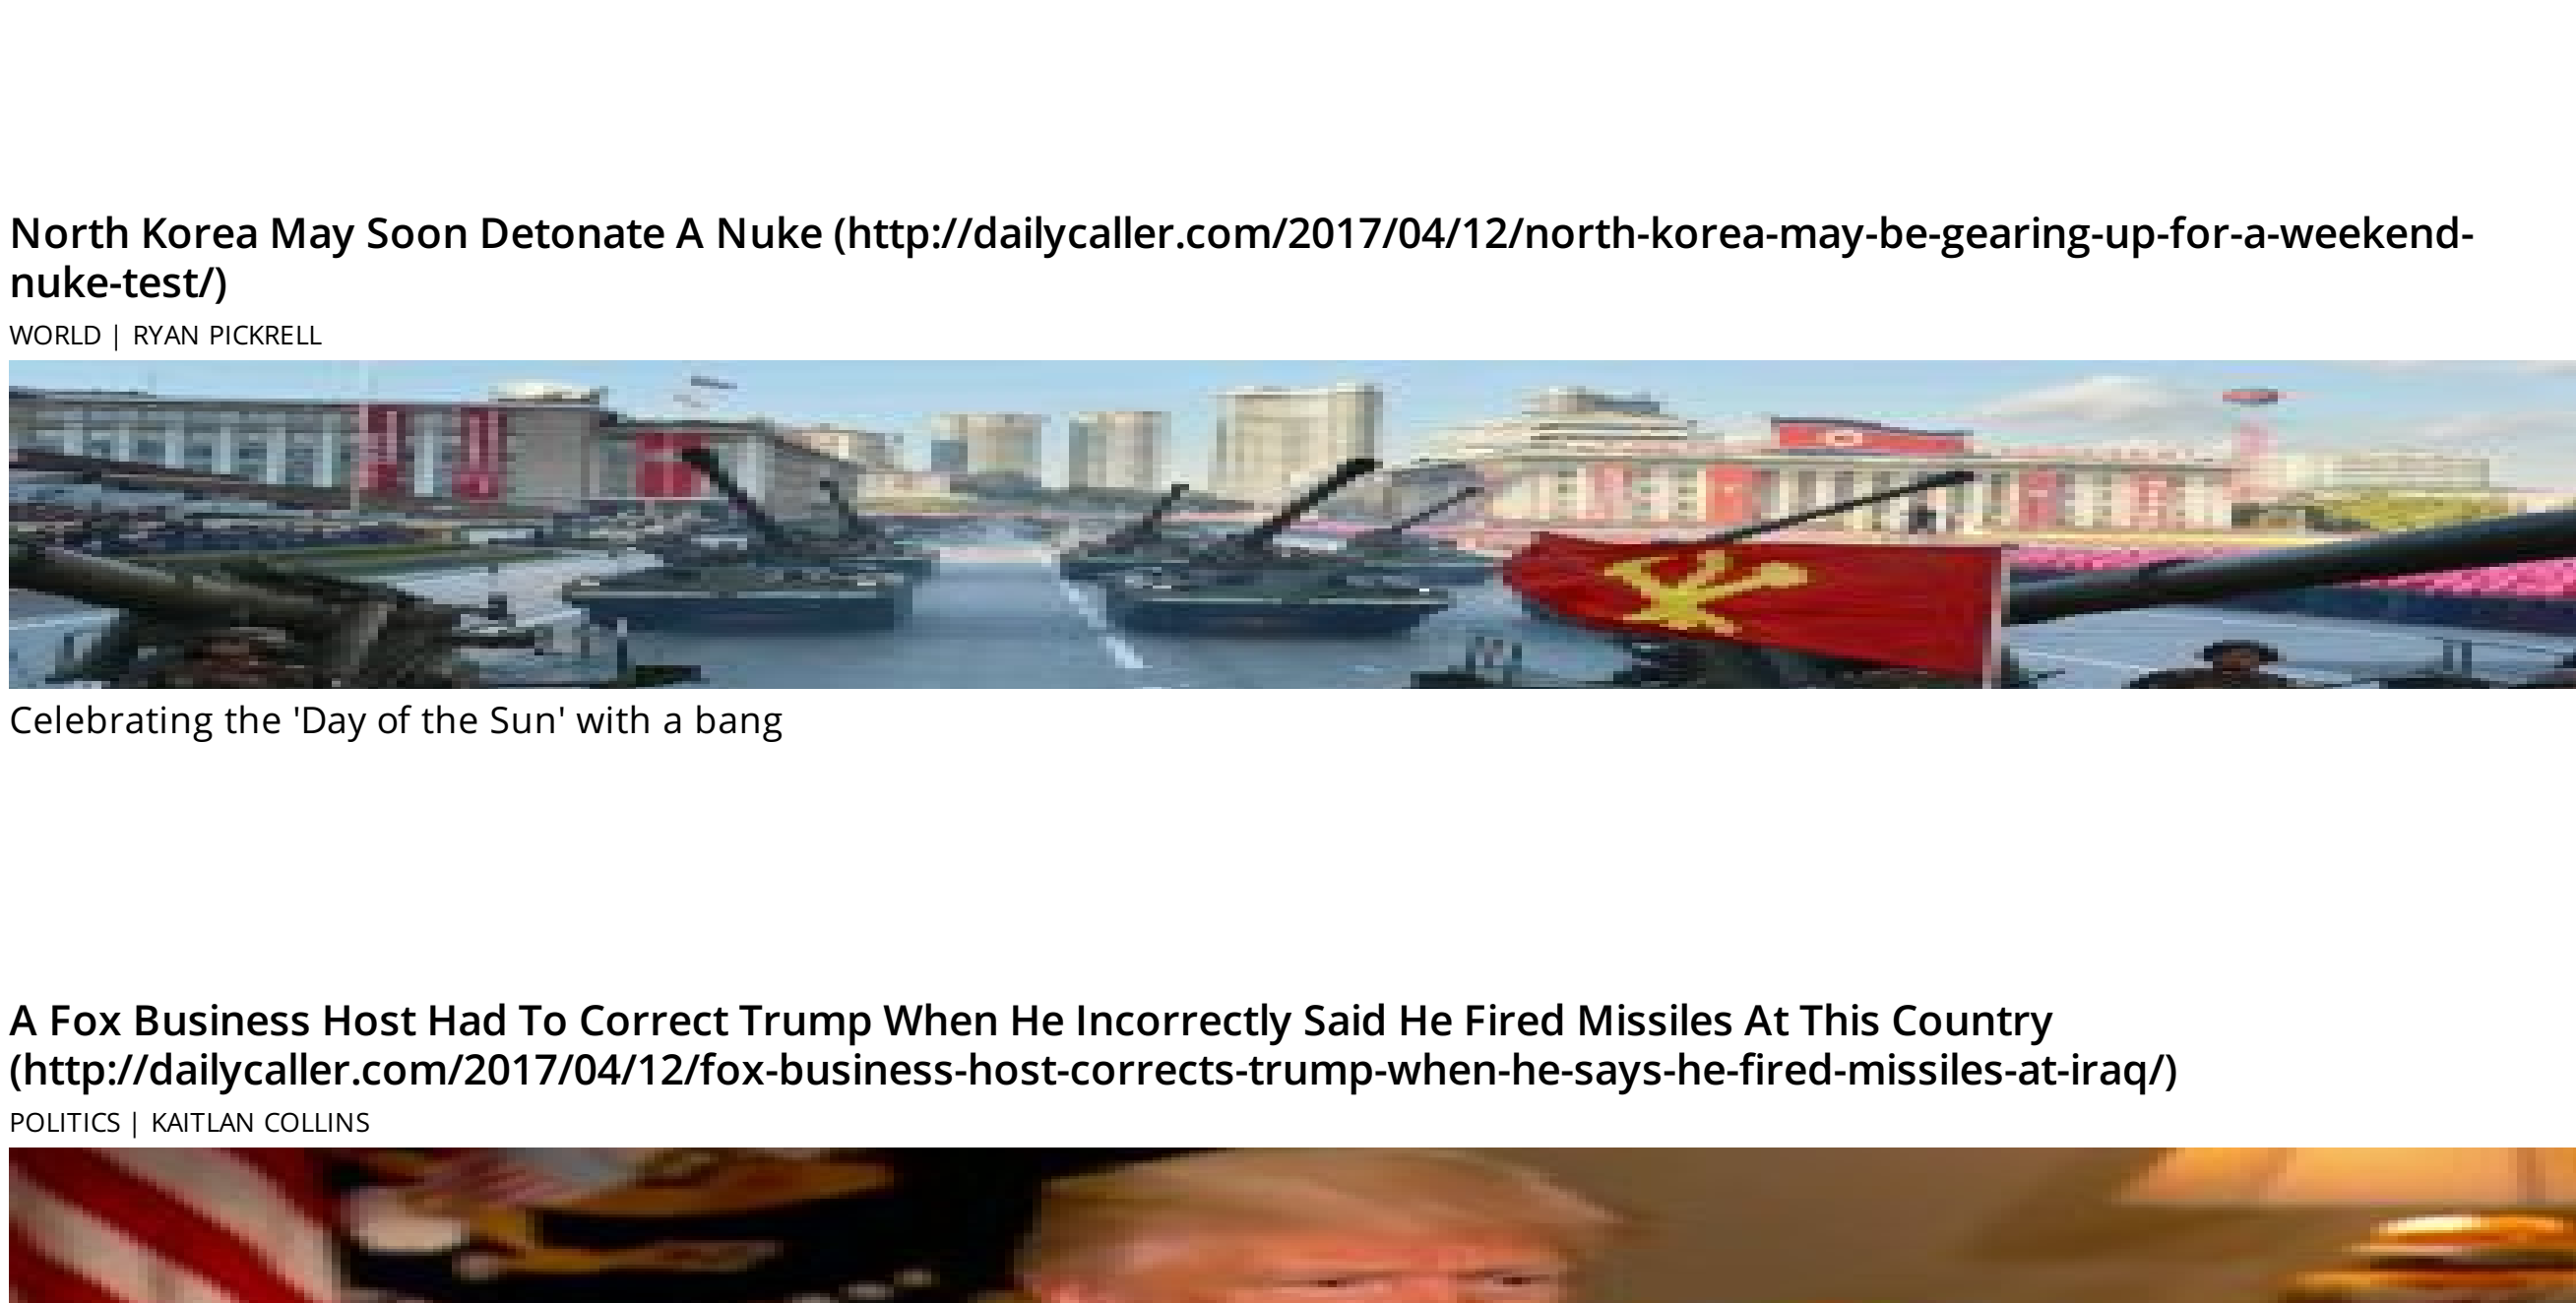 North Korea May Soon Detonate A Nuke (http://dailycaller.com/2017/04/12/north-korea-may-be-gearing-up-for-a-weekend-
nuke-test/)
WORLD | RYAN PICKRELL
Celebrating the 'Day of the Sun' with a bang
A Fox Business Host Had To Correct Trump When He Incorrectly Said He Fired Missiles At This Country
(http://dailycaller.com/2017/04/12/fox-business-host-corrects-trump-when-he-says-he-fired-missiles-at-iraq/)
POLITICS | KAITLAN COLLINS